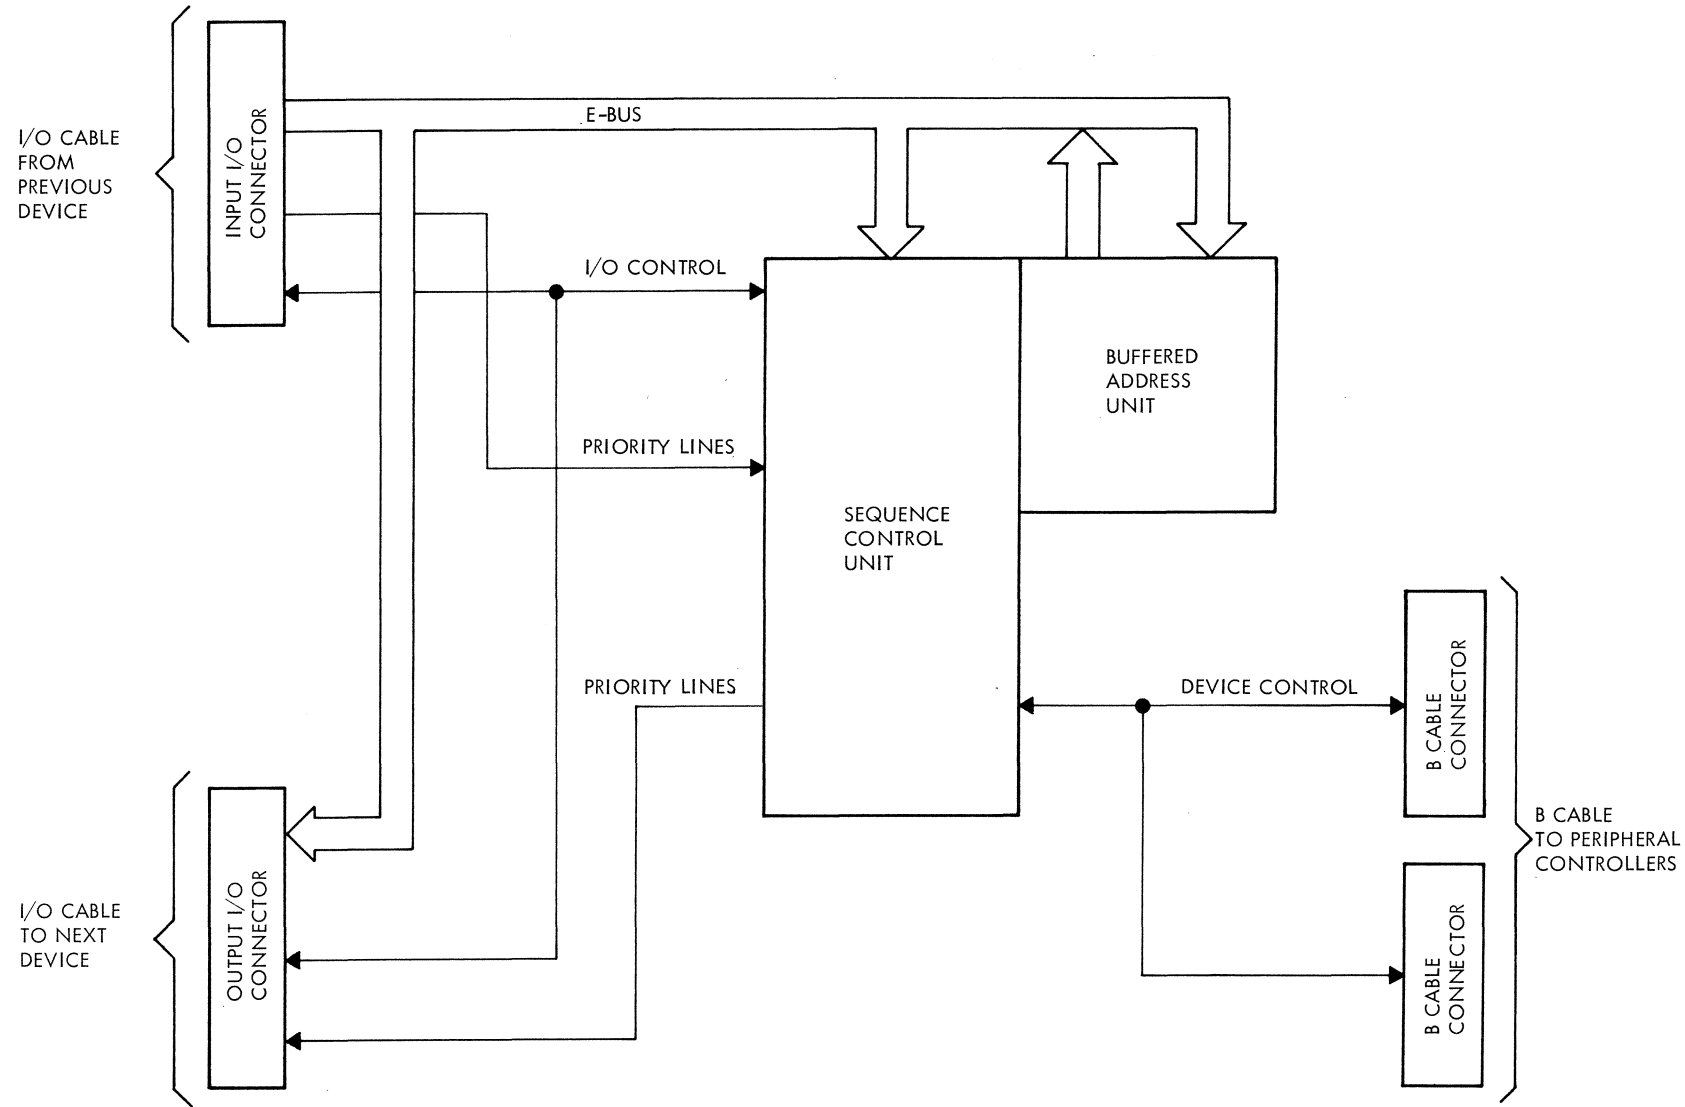 I/O CABLE
FROM
PREVIOUS
DEVICE
INPUT I/O
CONNECTOR
E-BUS
I/O CONTROL
PRIORITY LINES
BUFFERED
ADDRESS
UNIT
SEQUENCE
CONTROL
UNIT
PRIORITY LINES
DEVICE CONTROL
B CABLE
CONNECTOR
B CABLE
TO PERIPHERAL
CONTROLLERS
I/O CABLE
TO NEXT
DEVICE
OUTPUT I/O
CONNECTOR
B CABLE
CONNECTOR